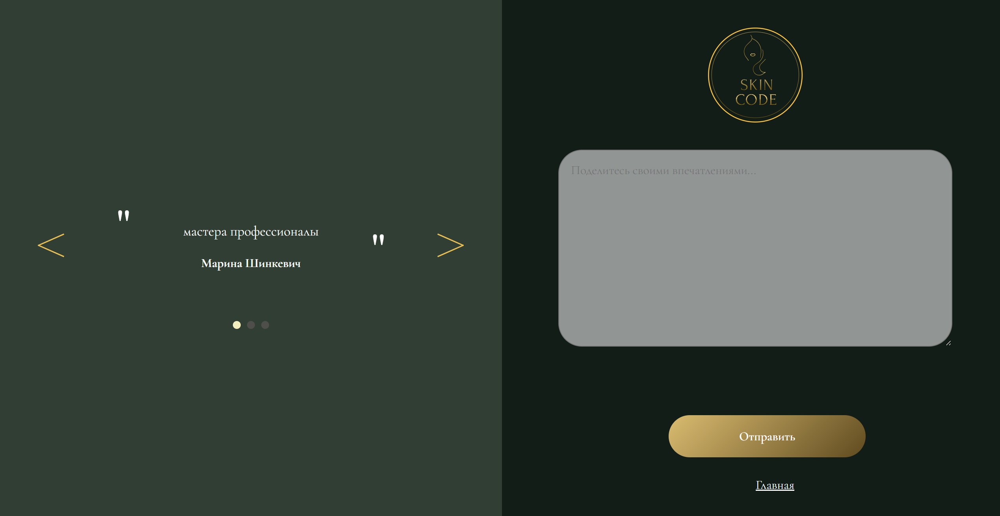 "
мастера профессионалы
"
Марина Шинкевич
SKIN
CODE
Поделитесь своими впечатлениями...
Отправить
Главная